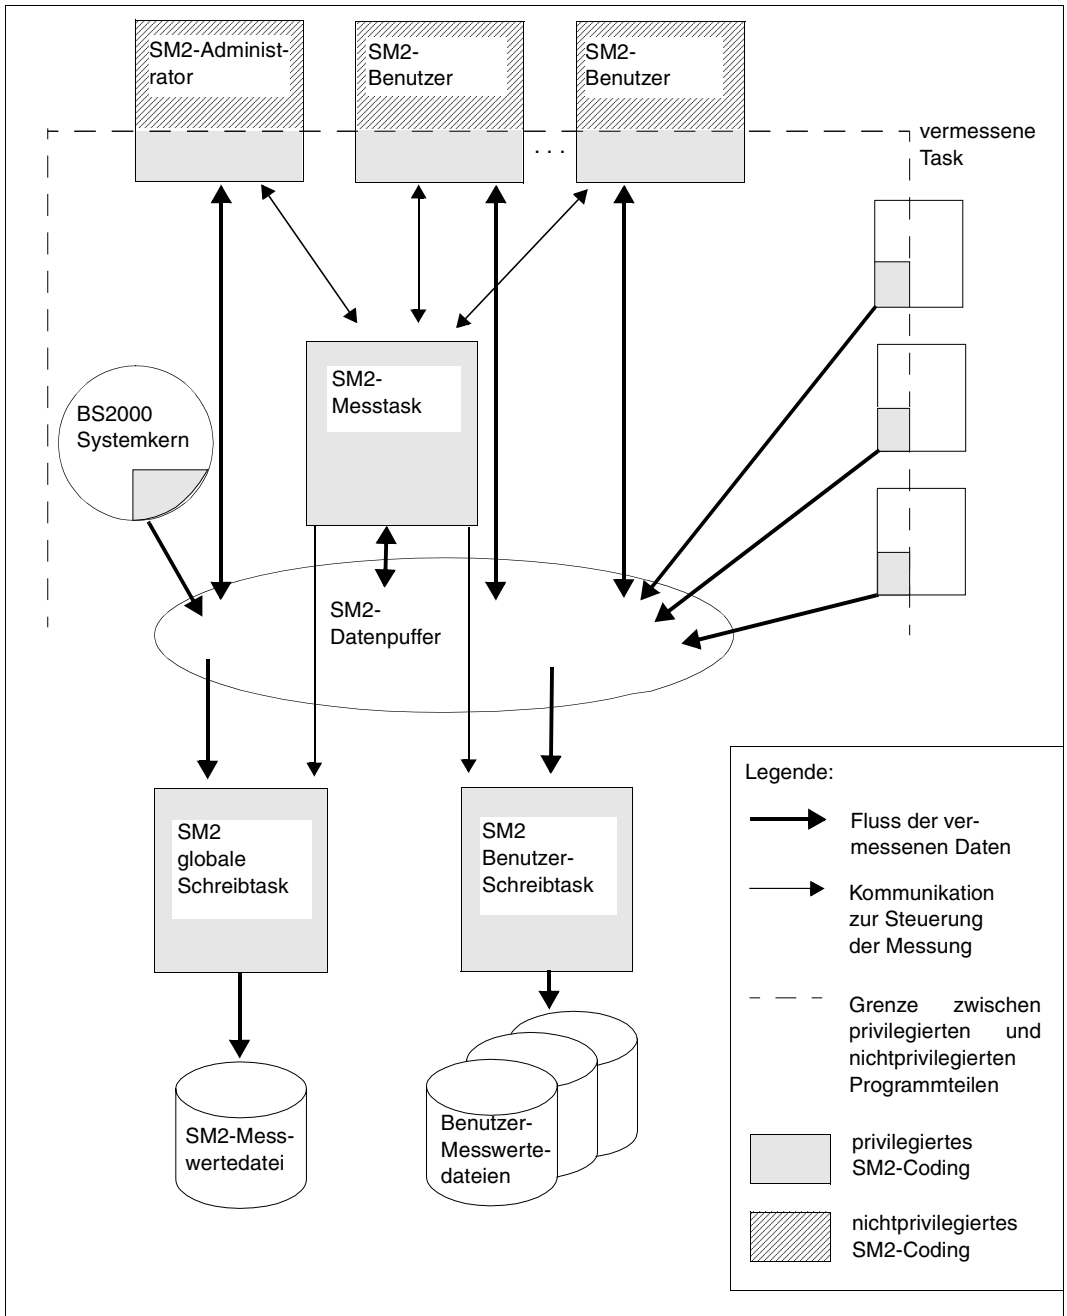 SM2-Administ-
rator
SM2-
Benutzer
SM2-
Benutzer
. . .
vermessene
Task
SM2-
Messtask
BS2000
Systemkern
SM2-
Datenpuffer
SM2
globale
Schreibtask
SM2
Benutzer-
Schreibtask
SM2-Mess-
wertedatei
Benutzer-
Messwerte-
dateien
Legende:
Fluss der ver-
messenen Daten
Kommunikation
zur Steuerung
der Messung
Grenze zwischen
privilegierten und
nichtprivilegierten
Programmteilen
privilegiertes
SM2-Coding
nichtprivilegiertes
SM2-Coding